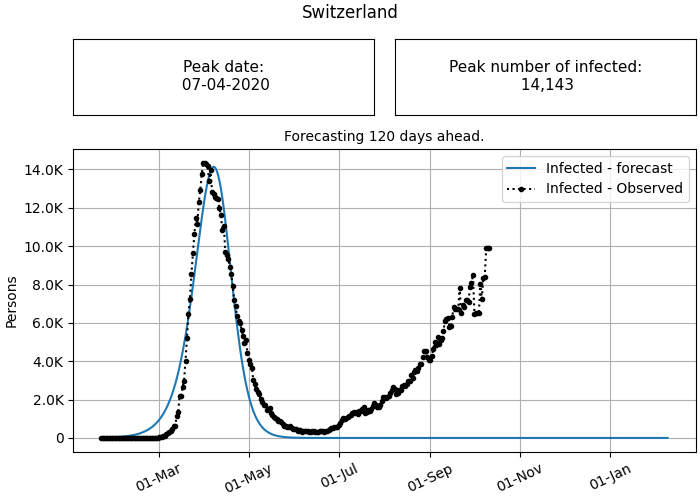 Switzerland
Peak date:
07-04-2020
Peak number of infected:
14,143
Forecasting 120 days ahead.
Infected - forecast
Infected - Observed
Persons
14.0K
12.0K
10.0K
8.0K
6.0K
4.0K
2.0K
0
01-Mar
01-May
01-Jul
01-Sep
01-Nov
01-Jan